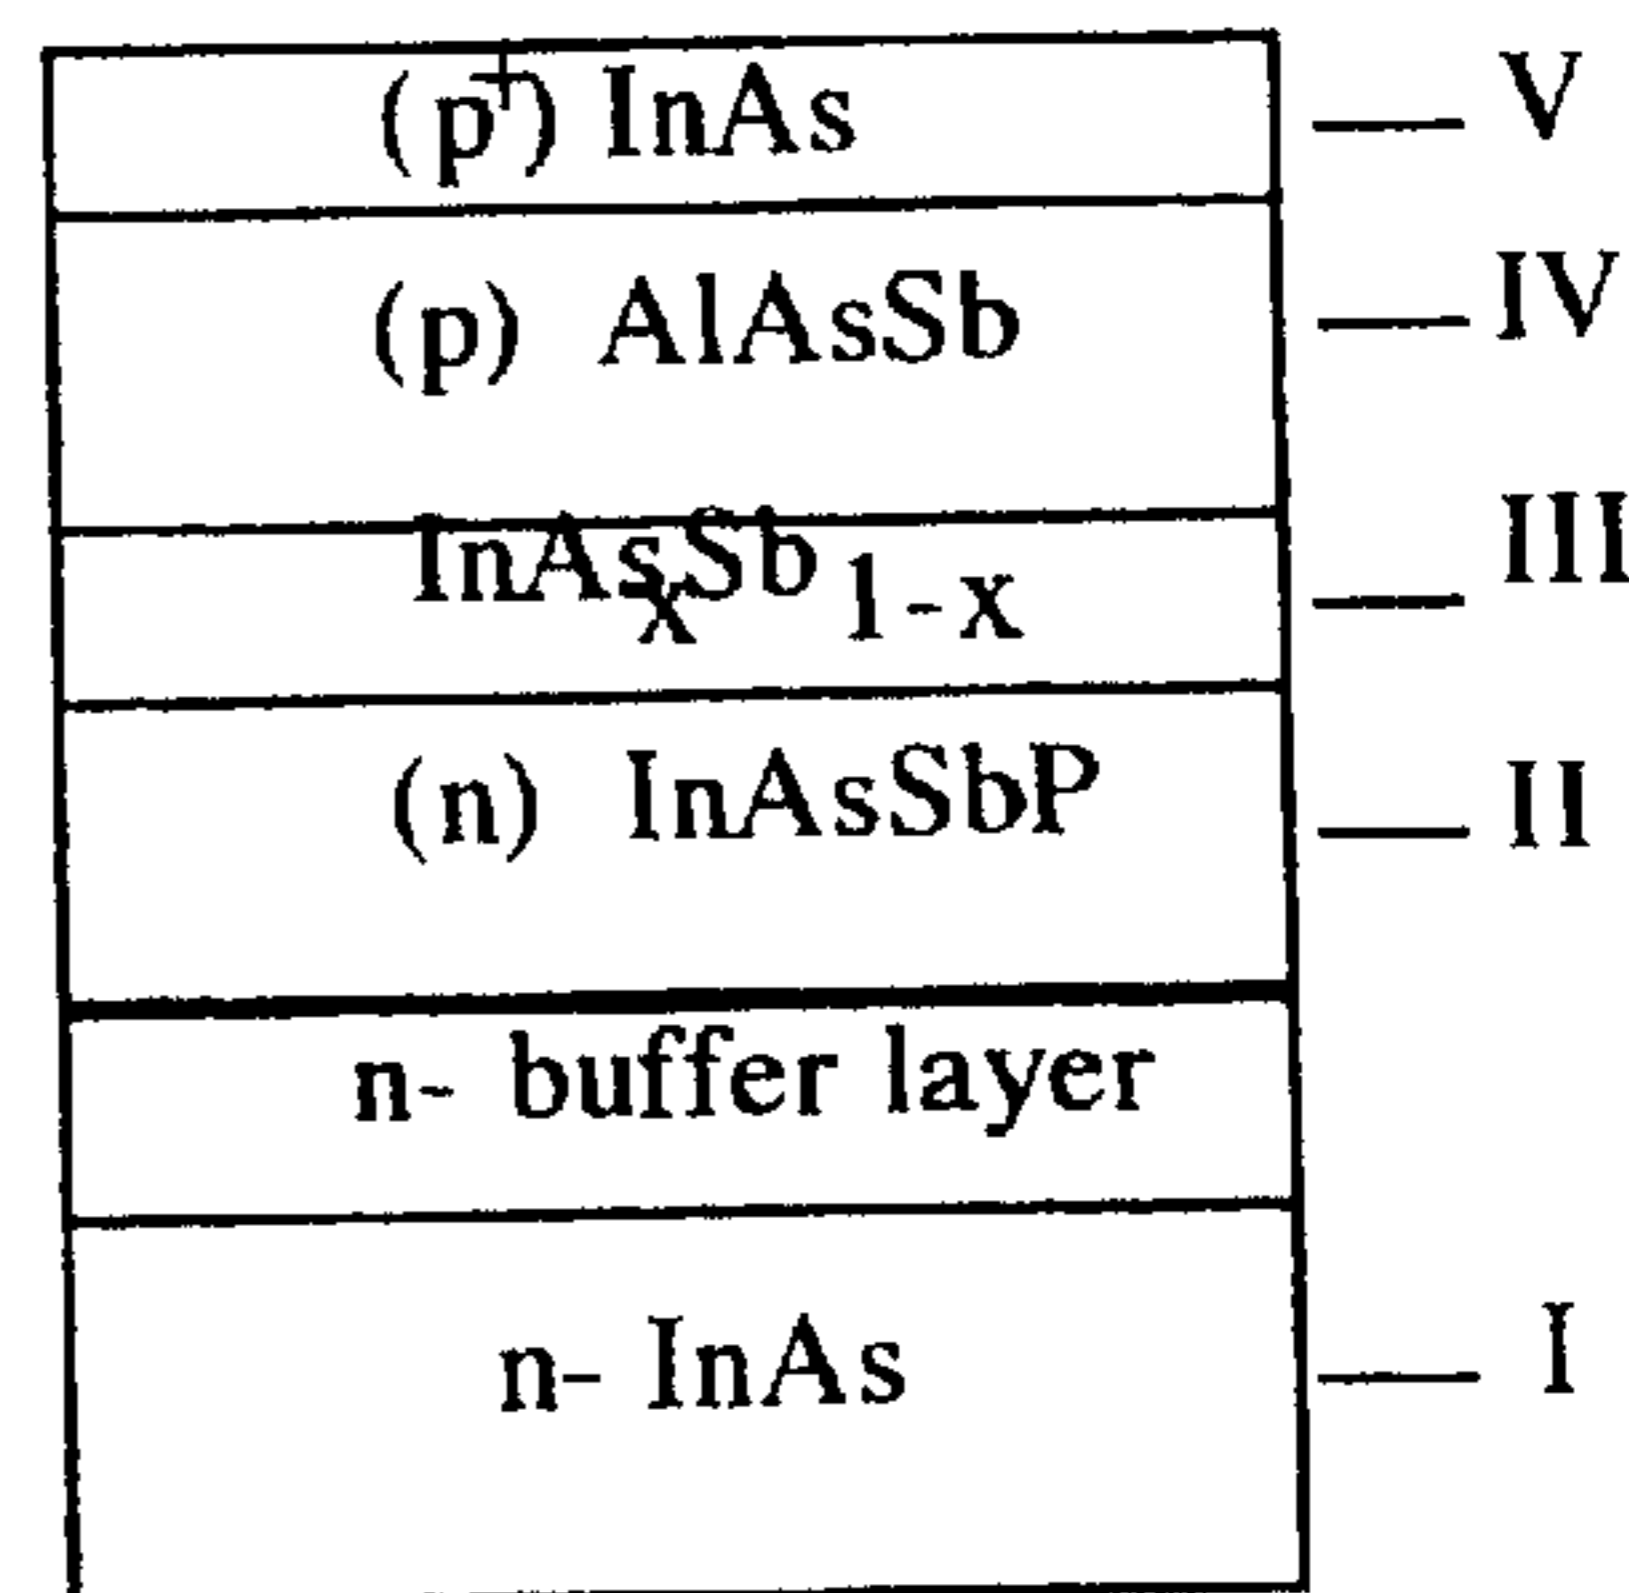 (p⁺) InAs — V
(p) AlAsSb — IV
InAsₓSb₁₋ₓ — III
(n) InAsSbP — II
n- buffer layer
n- InAs — I